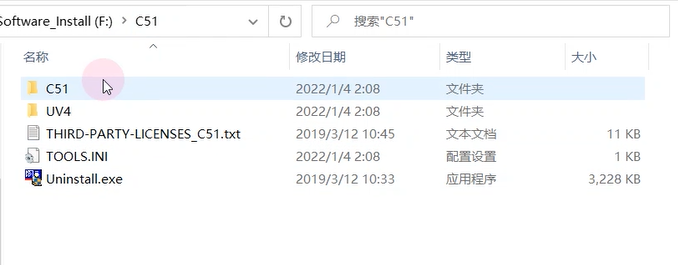 Software_Install (F:) > C51 搜索"C51"
名称 修改日期 类型 大小
C51 2022/1/4 2:08 文件夹
UV4 2022/1/4 2:08 文件夹
THIRD-PARTY-LICENSES_C51.txt 2019/3/12 10:45 文本文档 11 KB
TOOLS.INI 2022/1/4 2:08 配置设置 1 KB
Uninstall.exe 2019/3/12 10:33 应用程序 3,228 KB